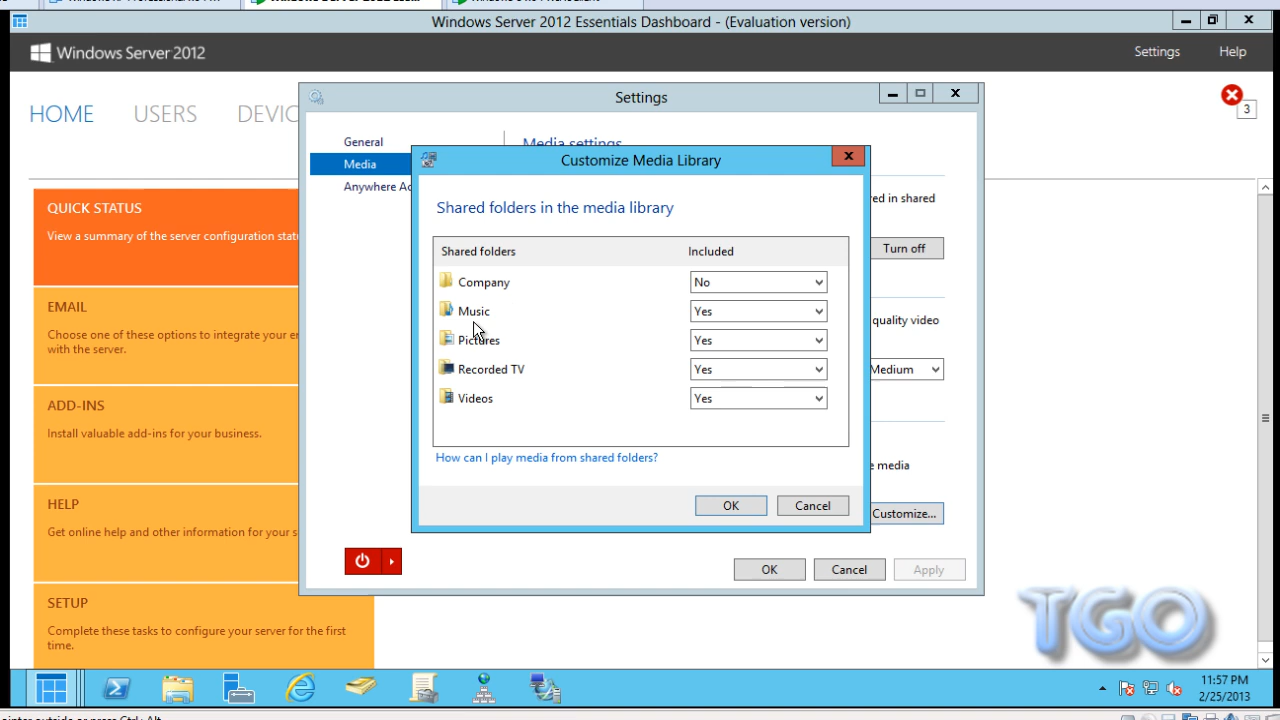 Windows Server 2012 Essentials Dashboard - (Evaluation version)
Windows Server 2012
Settings
Help
HOME
USERS
DEVIC
3
Settings
General
Media
Anywhere Ac
Media settings
red in shared
Turn off
quality video
Medium
e media
Customize...
Customize Media Library
Shared folders in the media library
Shared folders
Included
Company
No
Music
Yes
Pictures
Yes
Recorded TV
Yes
Videos
Yes
How can I play media from shared folders?
OK
Cancel
OK
Cancel
Apply
QUICK STATUS
View a summary of the server configuration statu
EMAIL
Choose one of these options to integrate your em
with the server.
ADD-INS
Install valuable add-ins for your business.
HELP
Get online help and other information for your s
SETUP
Complete these tasks to configure your server for the first
time.
TGO
11:57 PM
2/25/2013